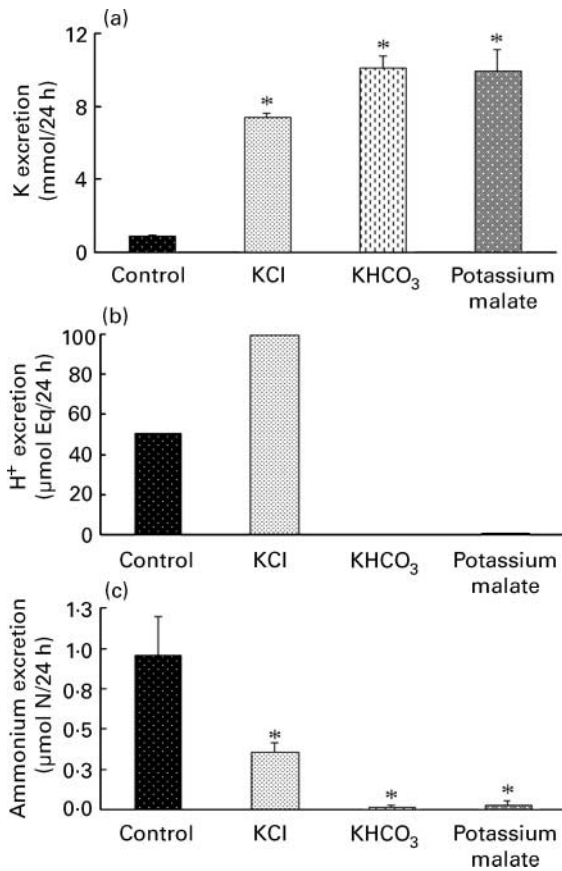 (a)
K excretion
(mmol/24 h)
12
8
4
0
*
*
*
Control KCl KHCO₃ Potassium
malate
(b)
H⁺ excretion
(µmol Eq/24 h)
100
80
60
40
20
0
Control KCl KHCO₃ Potassium
malate
(c)
Ammonium excretion
(µmol N/24 h)
1·3
1·0
0·8
0·5
0·3
0·0
*
*
*
Control KCl KHCO₃ Potassium
malate